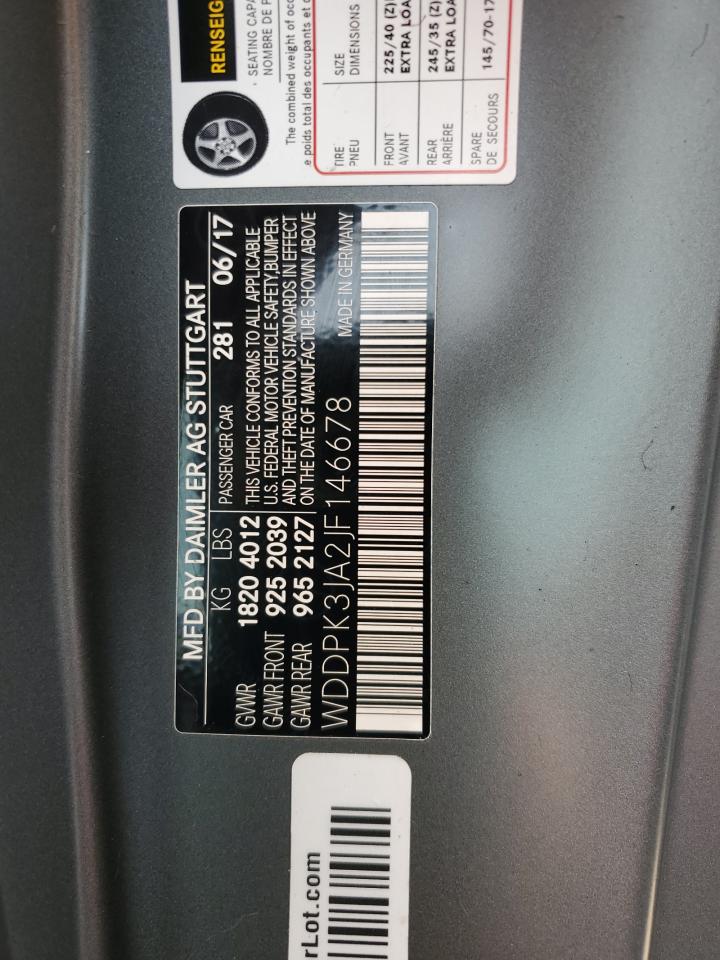 MFD BY DAIMLER AG STUTTGART
KG LBS PASSENGER CAR 281 06/17
GVWR 1820 4012
GAWR FRONT 925 2039
GAWR REAR 965 2127
THIS VEHICLE CONFORMS TO ALL APPLICABLE
U.S. FEDERAL MOTOR VEHICLE SAFETY,BUMPER
AND THEFT PREVENTION STANDARDS IN EFFECT
ON THE DATE OF MANUFACTURE SHOWN ABOVE
WDDPK3JA2JF146678 MADE IN GERMANY
RENSEIG
SEATING CAPA
NOMBRE DE P
The combined weight of occ
e poids total des occupants et
TIRE SIZE
PNEU DIMENSIONS
FRONT 225/40 (Z)
AVANT EXTRA LOA
REAR 245/35 (Z)
ARRIÈRE EXTRA LOA
SPARE 145/70-17
DE SECOURS
rLot.com